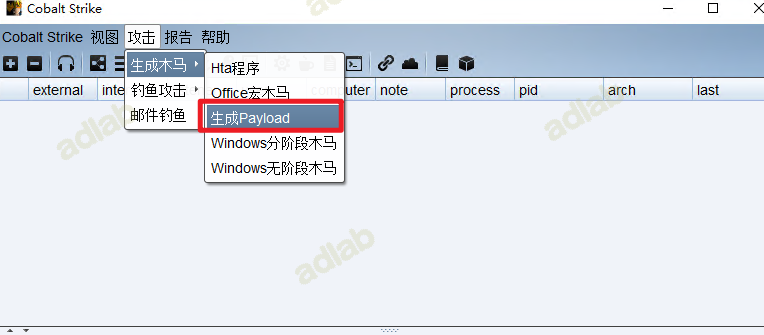 Cobalt Strike
Cobalt Strike 视图 攻击 报告 帮助
生成木马
钓鱼攻击
邮件钓鱼
Hta程序
Office宏木马
生成Payload
Windows分阶段木马
Windows无阶段木马
external note process pid arch last
adlab
adlab
adlab
adlab